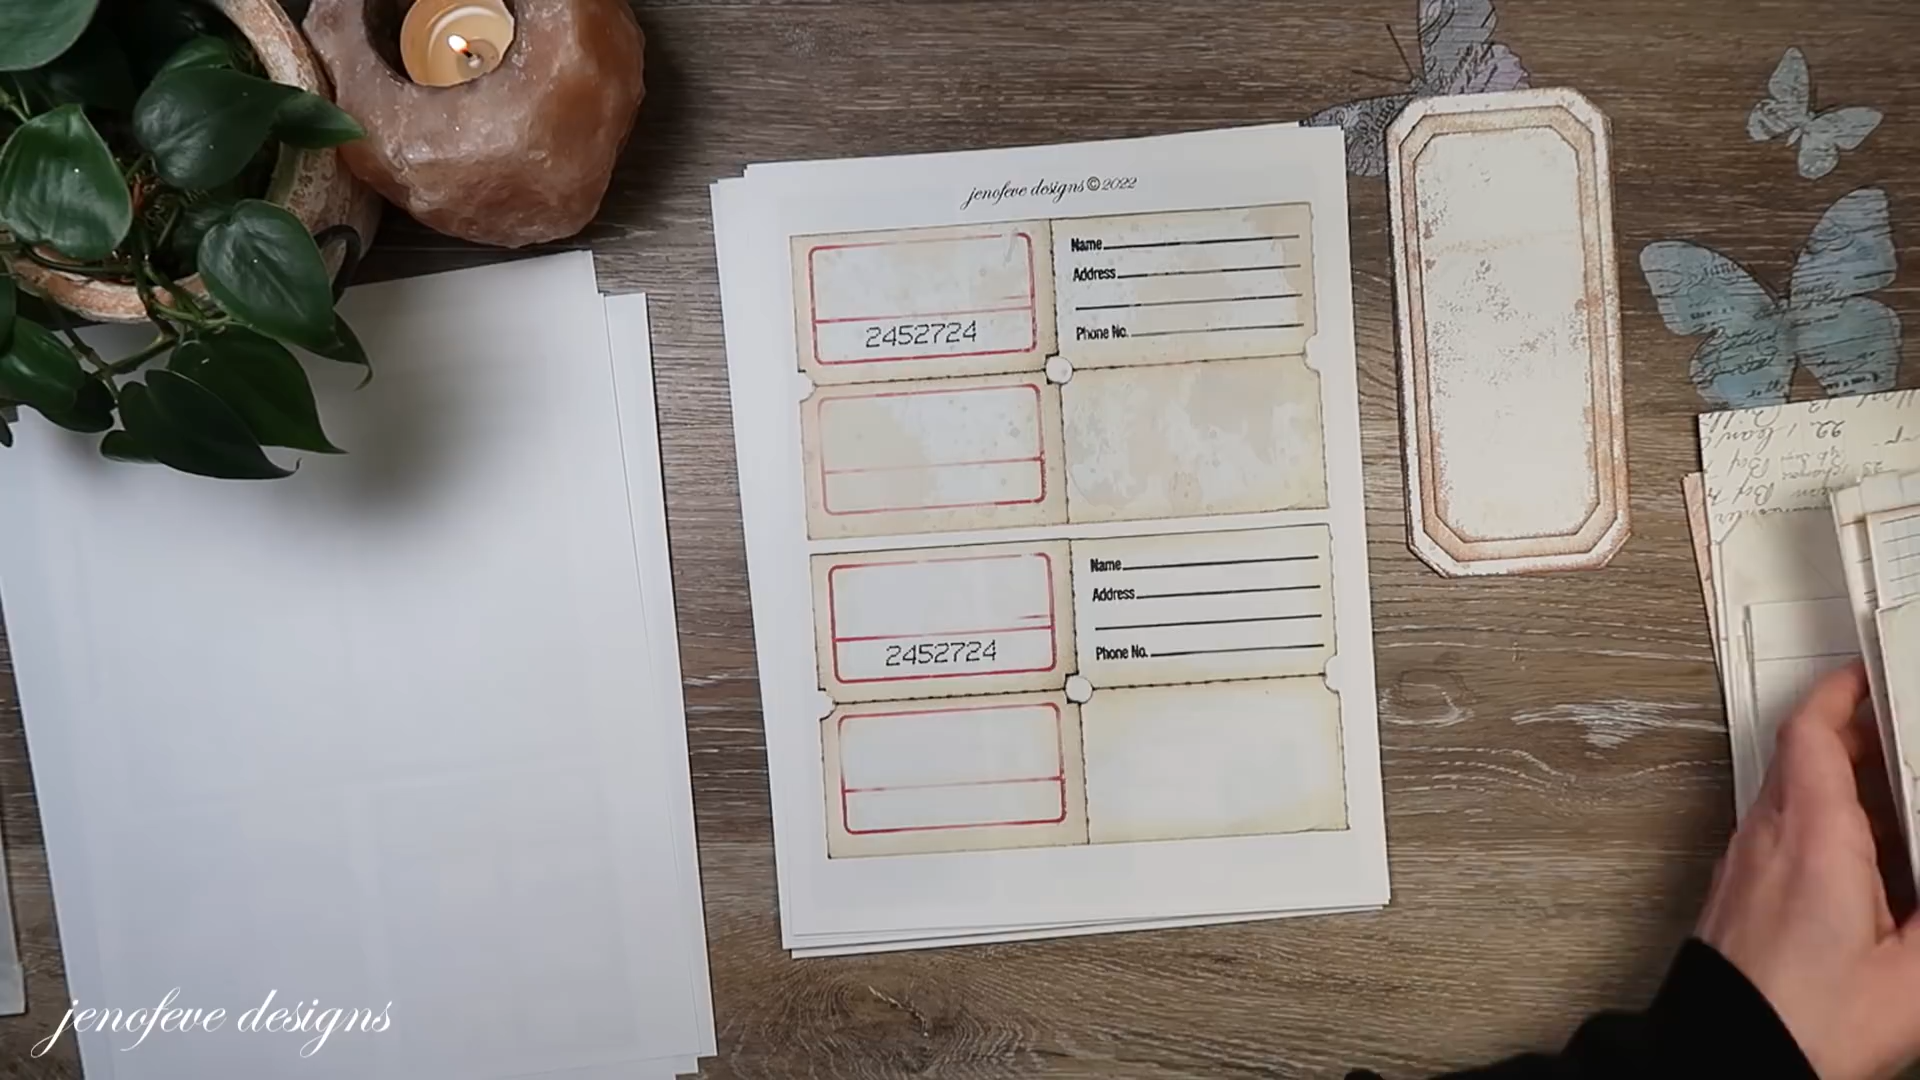 jenofeve designs©2022
Name
Address
2452724
Phone No.
Name
Address
2452724
Phone No.
jenofeve designs